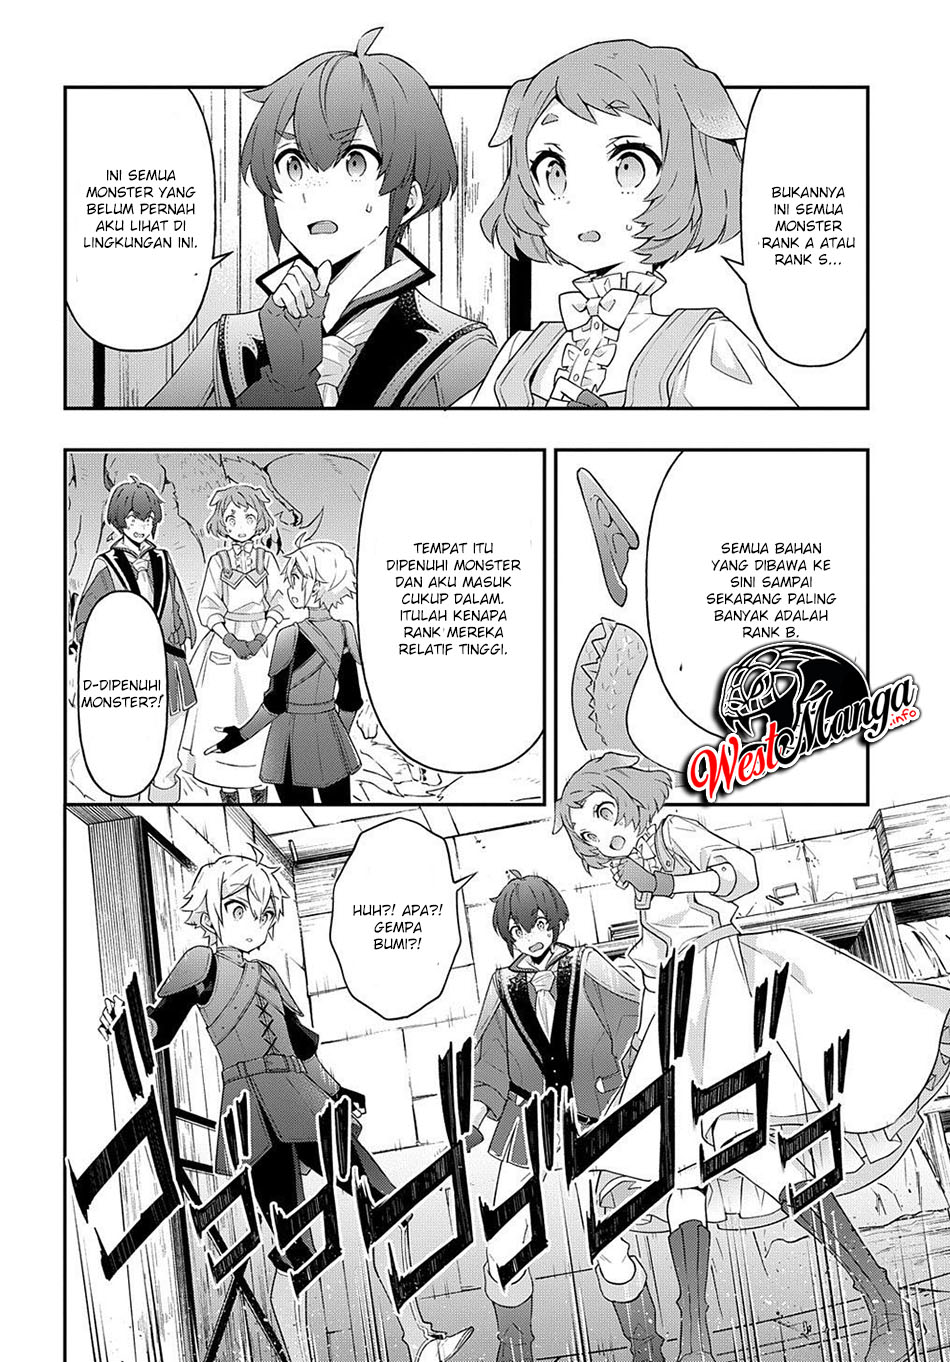 BUKANNYA
INI SEMUA
MONSTER
RANK A ATAU
RANK S...
INI SEMUA
MONSTER YANG
BELUM PERNAH
AKU LIHAT DI
LINGKUNGAN INI.
SEMUA BAHAN
YANG DIBAWA KE
SINI SAMPAI
SEKARANG PALING
BANYAK ADALAH
RANK B.
WestManga
.info
TEMPAT ITU
DIPENUHI MONSTER
DAN AKU MASUK
CUKUP DALAM.
ITULAH KENAPA
RANK MEREKA
RELATIF TINGGI.
D-DIPENUHI
MONSTER?!
HUH?! APA?!
GEMPA
BUMI?!
ゴゴゴゴゴゴ